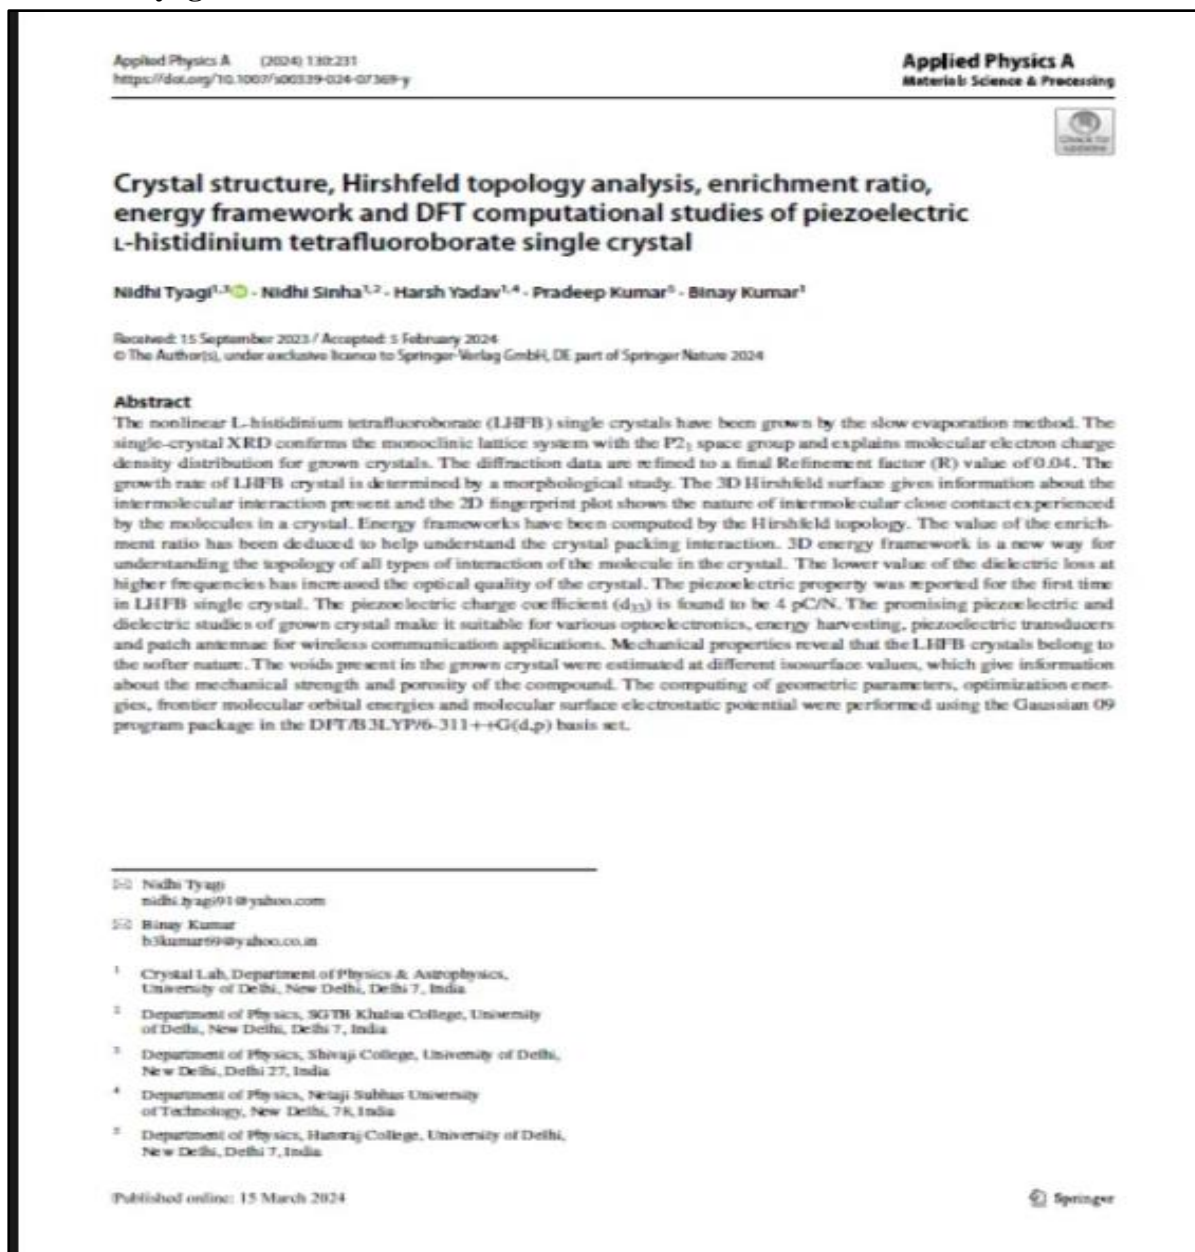 Applied Physics A (2024) 130:231
https://doi.org/10.1007/s00339-024-07369-y
Applied Physics A
Materials Science & Processing
Crystal structure, Hirshfeld topology analysis, enrichment ratio,
energy framework and DFT computational studies of piezoelectric
L-histidinium tetrafluoroborate single crystal
Nidhi Tyagi1,3 · Nidhi Sinha1,2 · Harsh Yadav1,4 · Pradeep Kumar5 · Binay Kumar1
Received: 15 September 2023 / Accepted: 5 February 2024
© The Author(s), under exclusive licence to Springer-Verlag GmbH, DE part of Springer Nature 2024
Abstract
The nonlinear L-histidinium tetrafluoroborate (LHFB) single crystals have been grown by the slow evaporation method. The
single-crystal XRD confirms the monoclinic lattice system with the P2₁ space group and explains molecular electron charge
density distribution for grown crystals. The diffraction data are refined to a final Refinement factor (R) value of 0.04. The
growth rate of LHFB crystal is determined by a morphological study. The 3D Hirshfeld surface gives information about the
intermolecular interaction present and the 2D fingerprint plot shows the nature of intermolecular close contact experienced
by the molecules in a crystal. Energy frameworks have been computed by the Hirshfeld topology. The value of the enrich-
ment ratio has been deduced to help understand the crystal packing interaction. 3D energy framework is a new way for
understanding the topology of all types of interaction of the molecule in the crystal. The lower value of the dielectric loss at
higher frequencies has increased the optical quality of the crystal. The piezoelectric property was reported for the first time
in LHFB single crystal. The piezoelectric charge coefficient (d₃₃) is found to be 4 pC/N. The promising piezoelectric and
dielectric studies of grown crystal make it suitable for various optoelectronics, energy harvesting, piezoelectric transducers
and patch antennae for wireless communication applications. Mechanical properties reveal that the LHFB crystals belong to
the softer nature. The voids present in the grown crystal were estimated at different isosurface values, which give information
about the mechanical strength and porosity of the compound. The computing of geometric parameters, optimization ener-
gies, frontier molecular orbital energies and molecular surface electrostatic potential were performed using the Gaussian 09
program package in the DFT/B3LYP/6-311++G(d,p) basis set.
Nidhi Tyagi
nidhi.tyagi91@yahoo.com
Binay Kumar
b3kumar69@yahoo.co.in
1 Crystal Lab, Department of Physics & Astrophysics,
University of Delhi, New Delhi, Delhi 7, India
2 Department of Physics, SGTB Khalsa College, University
of Delhi, New Delhi, Delhi 7, India
3 Department of Physics, Shivaji College, University of Delhi,
New Delhi, Delhi 27, India
4 Department of Physics, Netaji Subhas University
of Technology, New Delhi, 78, India
5 Department of Physics, Hansraj College, University of Delhi,
New Delhi, Delhi 7, India
Published online: 15 March 2024
Springer